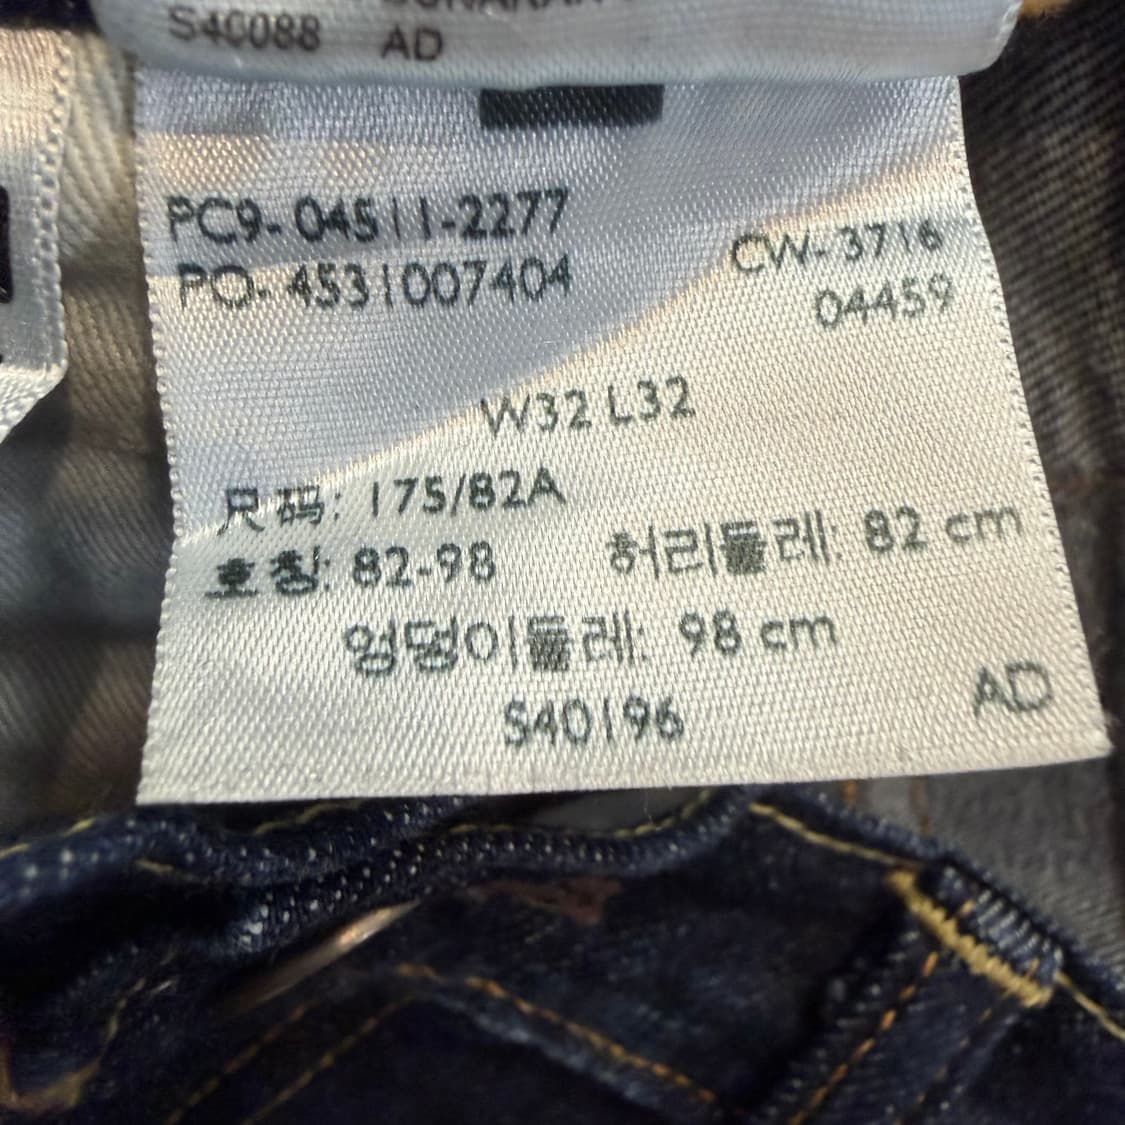 S40088 AD
PC9-04511-2277
PO-4531007404
CW-3716
04459
W32 L32
尺码: 175/82A
호칭: 82-98 허리둘레: 82 cm
엉덩이둘레: 98 cm
S40196 AD